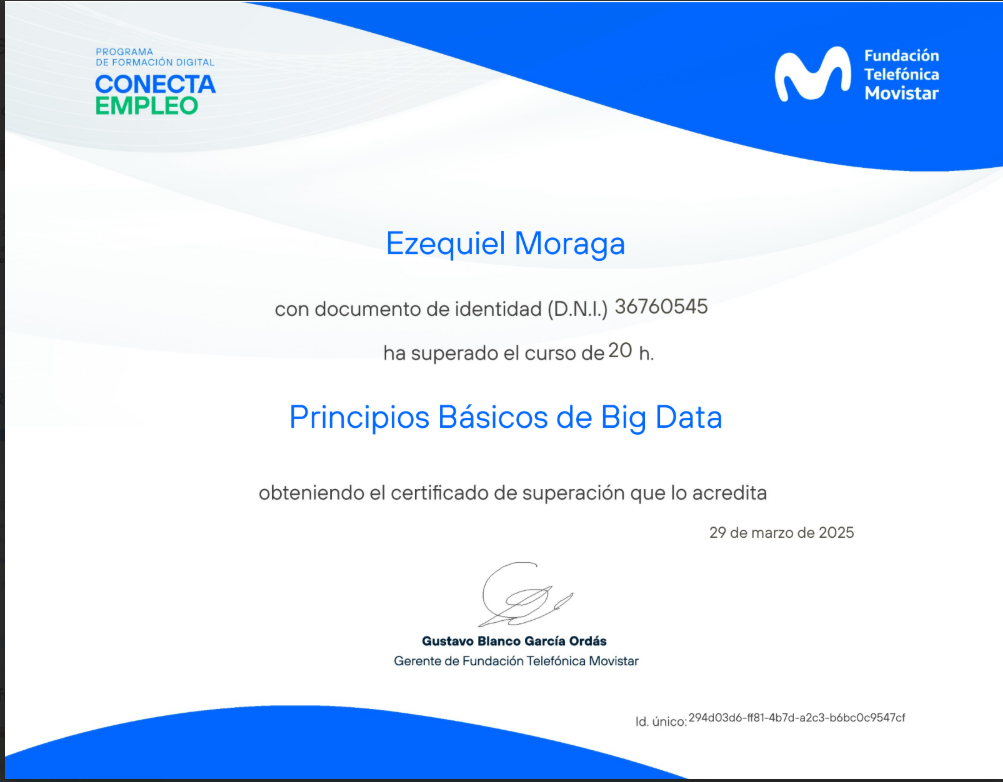 PROGRAMA
DE FORMACIÓN DIGITAL
CONECTA
EMPLEO
Fundación
Telefónica
Movistar
Ezequiel Moraga
con documento de identidad (D.N.I.) 36760545
ha superado el curso de 20 h.
Principios Básicos de Big Data
obteniendo el certificado de superación que lo acredita
29 de marzo de 2025
Gustavo Blanco García Ordás
Gerente de Fundación Telefónica Movistar
Id. único: 294d03d6-ff81-4b7d-a2c3-b6bc0c9547cf